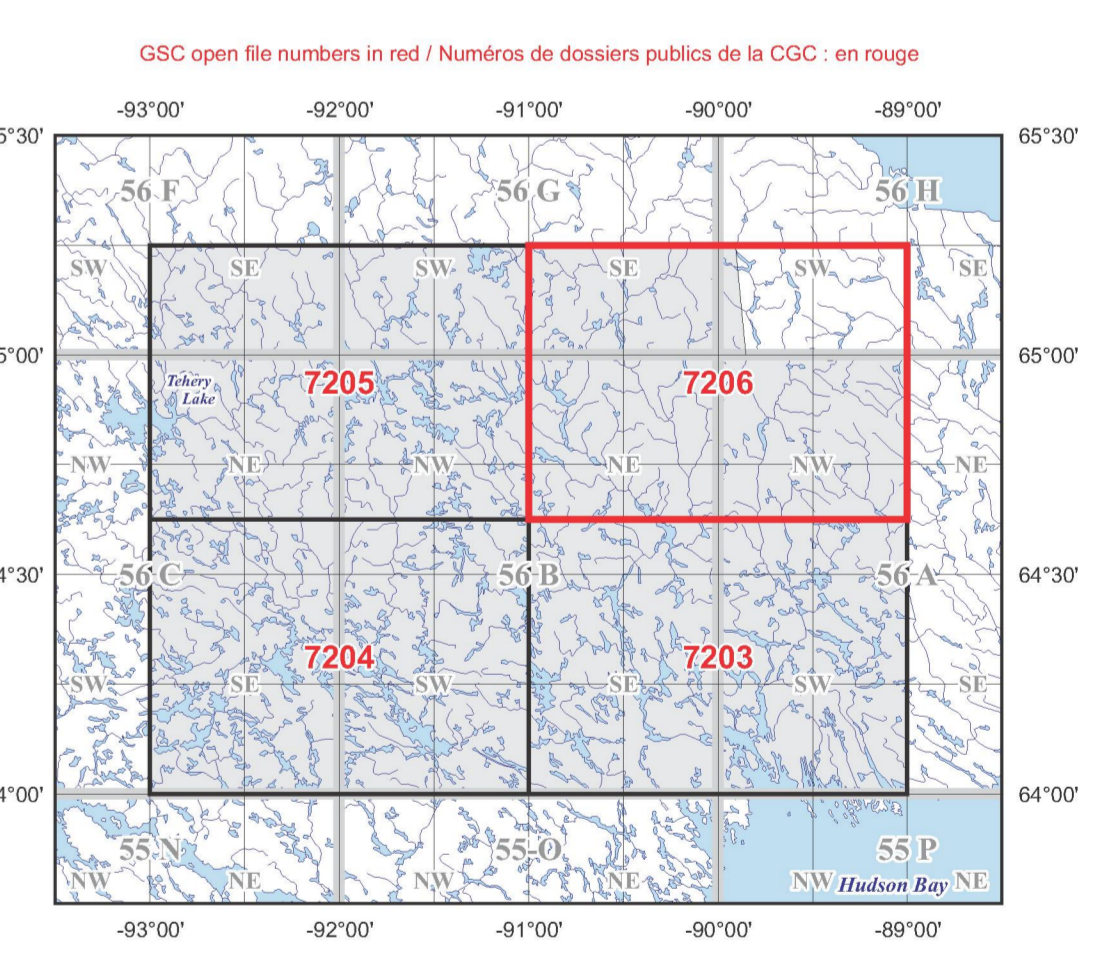 GSC open file numbers in red / Numéros de dossiers publics de la CGC : en rouge
-93°00' -92°00' -91°00' -90°00' -89°00'
5°30' 65°30'
56 F 56 G 56 H
SW SE SW SE SW SE
5°00' 65°00'
Tehery
Lake
7205 7206
NW NE NW NE NW NE
4°30' 56 C 56 B 56 A 64°30'
7204 7203
SW SE SW SE SW SE
4°00' 64°00'
55 N 55-O 55 P
NW NE NW NE NW Hudson Bay NE
-93°00' -92°00' -91°00' -90°00' -89°00'